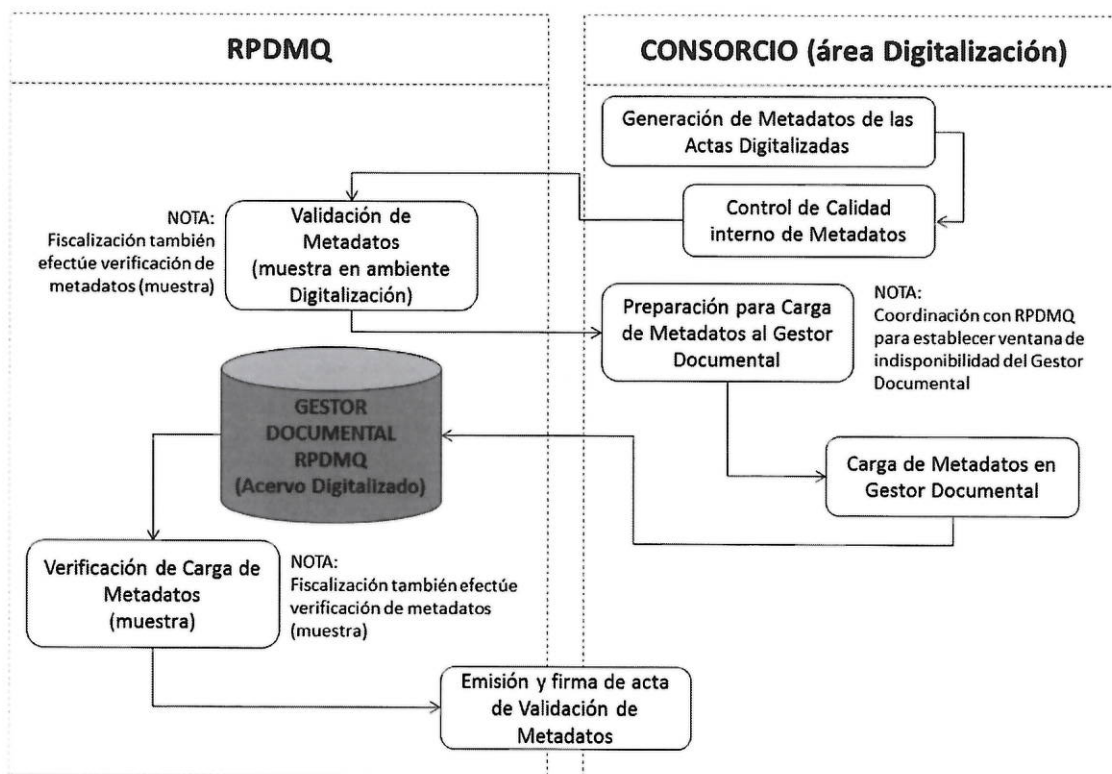 RPDMQ
CONSORCIO (área Digitalización)
Generación de Metadatos de las
Actas Digitalizadas
Control de Calidad
interno de Metadatos
NOTA:
Fiscalización también
efectúe verificación de
metadatos (muestra)
Validación de
Metadatos
(muestra en ambiente
Digitalización)
Preparación para Carga
de Metadatos al Gestor
Documental
NOTA:
Coordinación con RPDMQ
para establecer ventana de
indisponibilidad del Gestor
Documental
GESTOR
DOCUMENTAL
RPDMQ
(Acervo Digitalizado)
Carga de Metadatos en
Gestor Documental
Verificación de Carga de
Metadatos
(muestra)
NOTA:
Fiscalización también efectúe
verificación de metadatos
(muestra)
Emisión y firma de acta
de Validación de
Metadatos